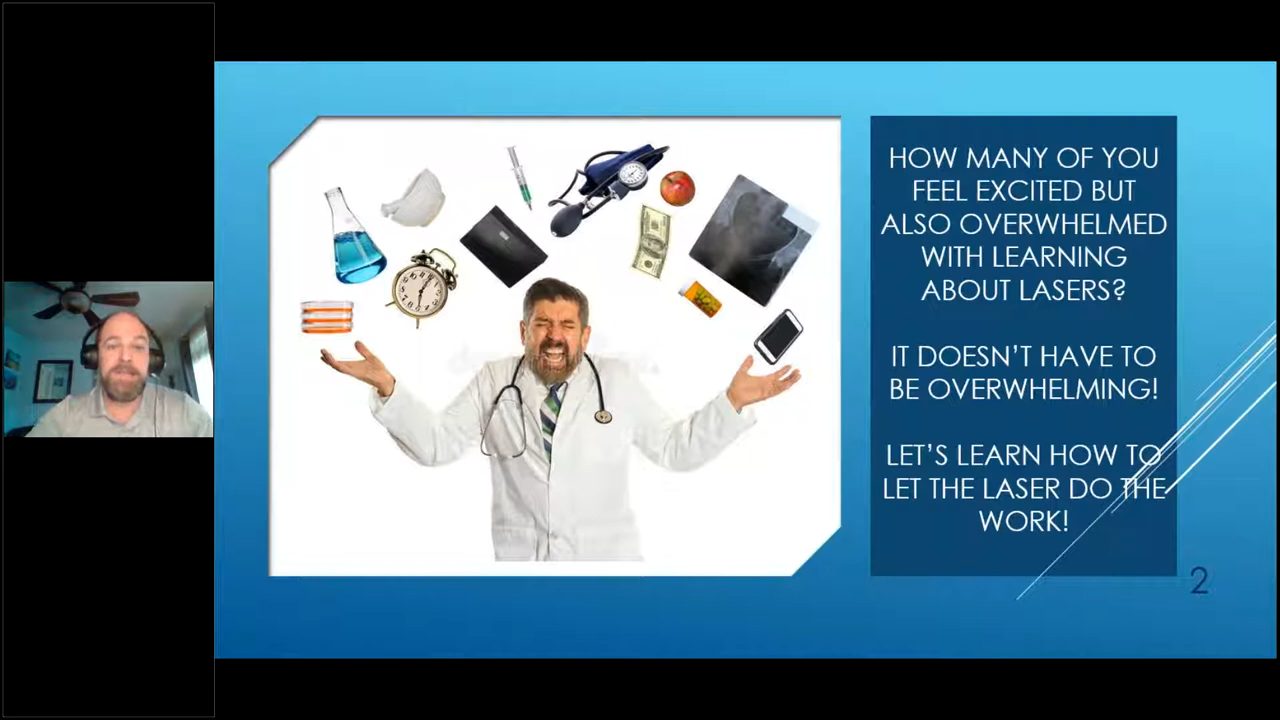 HOW MANY OF YOU
FEEL EXCITED BUT
ALSO OVERWHELMED
WITH LEARNING
ABOUT LASERS?
IT DOESN'T HAVE TO
BE OVERWHELMING!
LET'S LEARN HOW TO
LET THE LASER DO THE
WORK!
2